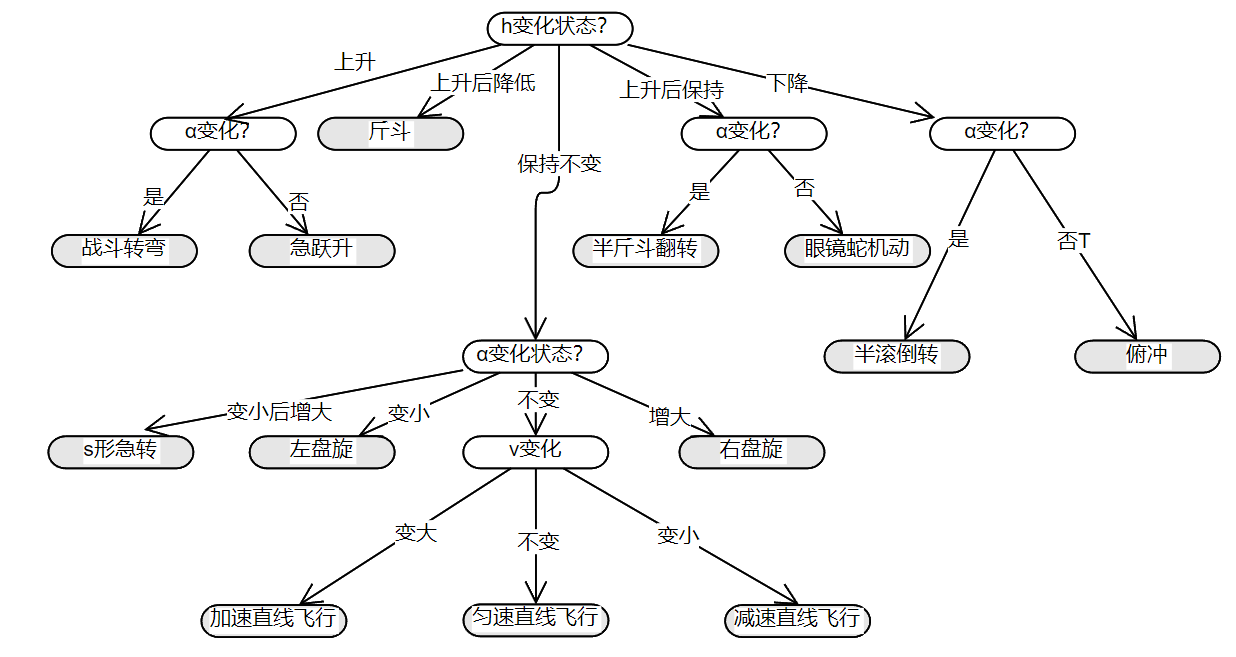 h变化状态?
上升
上升后降低
上升后保持
下降
α变化?
斤斗
α变化?
α变化?
保持不变
是
否
是
否
是
否T
战斗转弯
急跃升
半斤斗翻转
眼镜蛇机动
半滚倒转
俯冲
α变化状态?
变小后增大
变小
不变
增大
s形急转
左盘旋
v变化
右盘旋
变大
不变
变小
加速直线飞行
匀速直线飞行
减速直线飞行